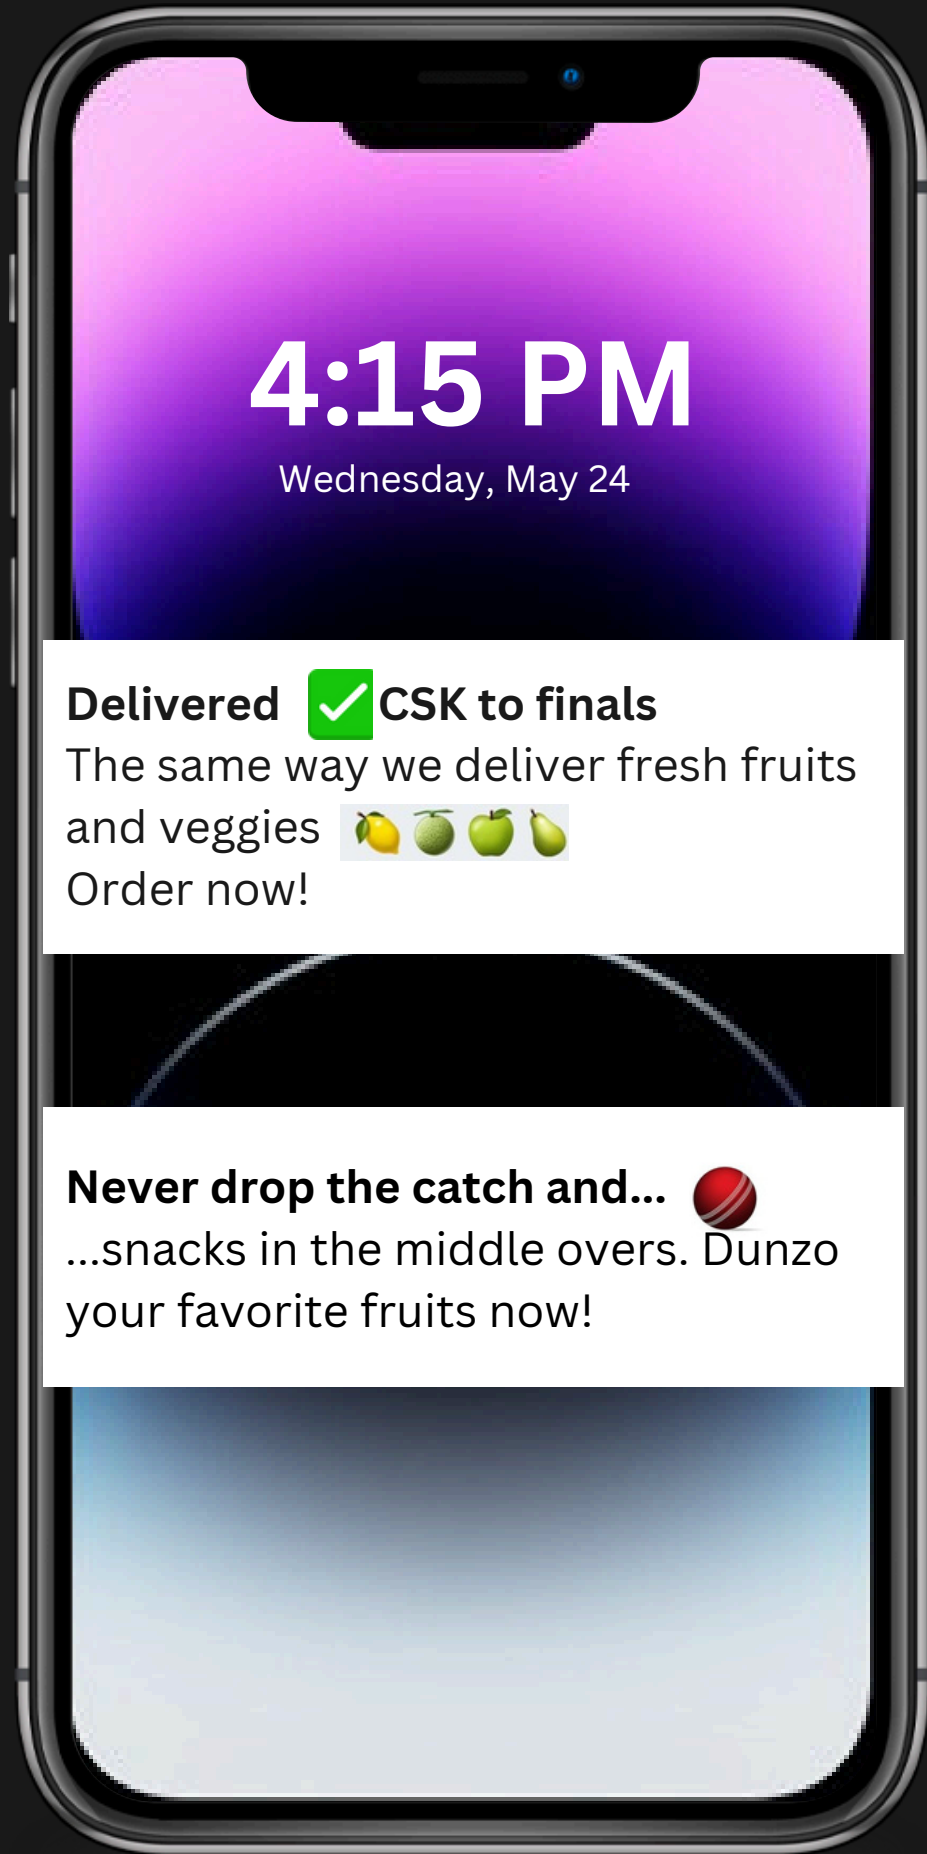 4:15 PM
Wednesday, May 24
Delivered ✅ CSK to finals
The same way we deliver fresh fruits
and veggies 🍋🍈🍏🍐
Order now!
Never drop the catch and...
...snacks in the middle overs. Dunzo
your favorite fruits now!